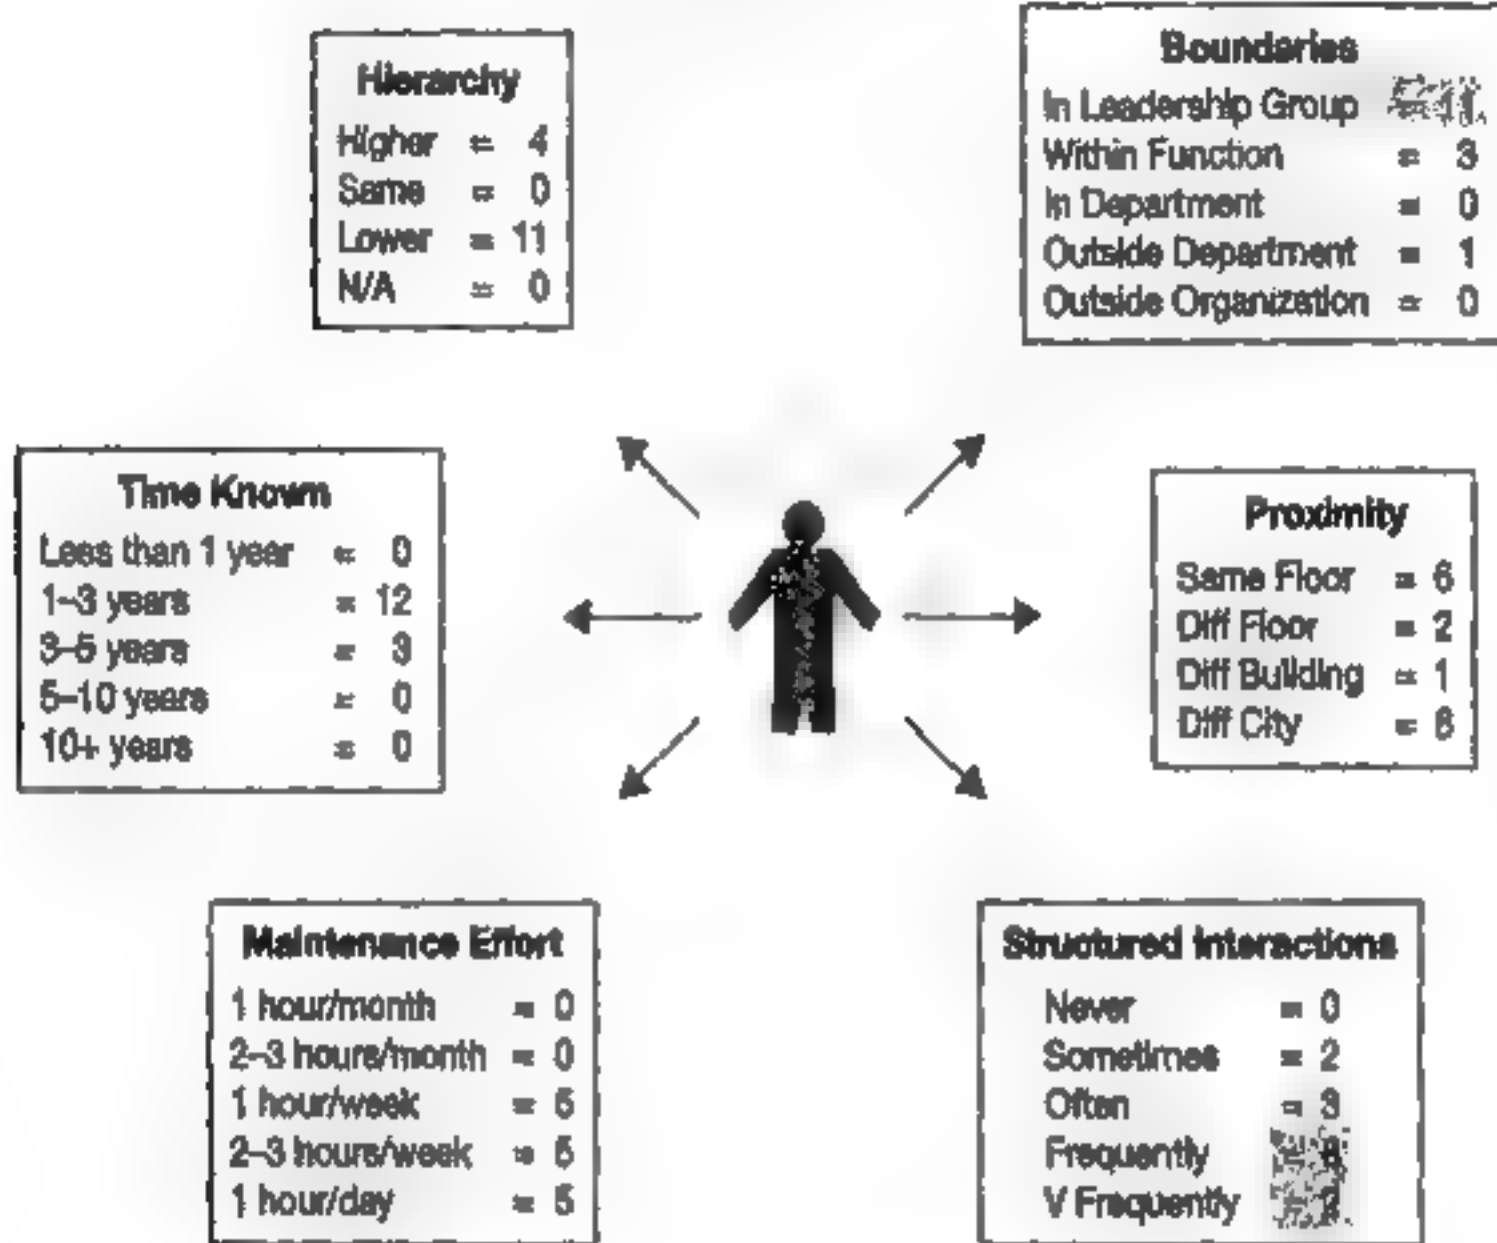 Hierarchy
Higher = 4
Same = 0
Lower = 11
N/A = 0
Boundaries
In Leadership Group = 11
Within Function = 3
In Department = 0
Outside Department = 1
Outside Organization = 0
Time Known
Less than 1 year = 0
1–3 years = 12
3–5 years = 3
5–10 years = 0
10+ years = 0
Proximity
Same Floor = 6
Diff Floor = 2
Diff Building = 1
Diff City = 6
Maintenance Effort
1 hour/month = 0
2–3 hours/month = 0
1 hour/week = 5
2–3 hours/week = 5
1 hour/day = 5
Structured Interactions
Never = 0
Sometimes = 2
Often = 3
Frequently =
V Frequently =